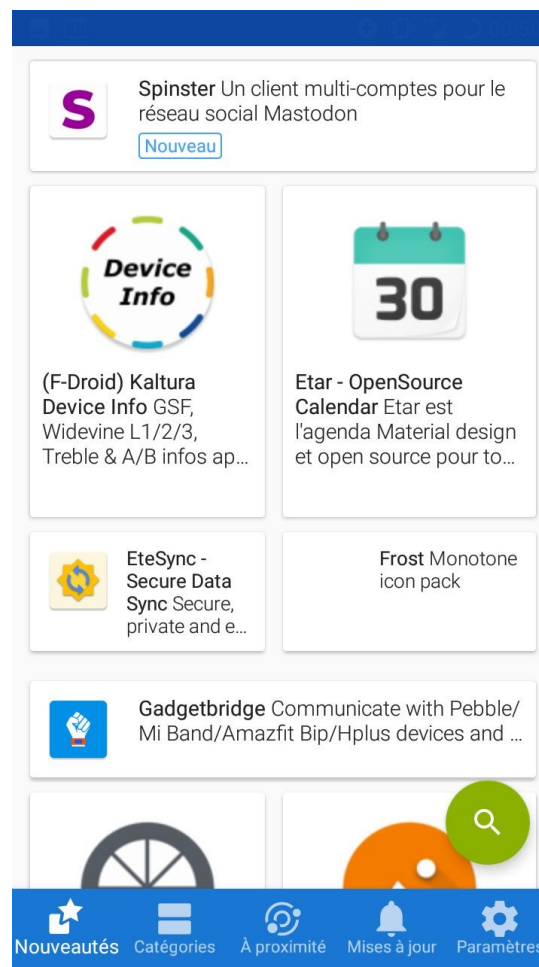 S
Spinster Un client multi-comptes pour le
réseau social Mastodon
Nouveau
Device
Info
(F-Droid) Kaltura
Device Info GSF,
Widevine L1/2/3,
Treble & A/B infos ap...
30
Etar - OpenSource
Calendar Etar est
l'agenda Material design
et open source pour to...
EteSync -
Secure Data
Sync Secure,
private and e...
Frost Monotone
icon pack
Gadgetbridge Communicate with Pebble/
Mi Band/Amazfit Bip/Hplus devices and ...
Nouveautés Catégories À proximité Mises à jour Paramètres